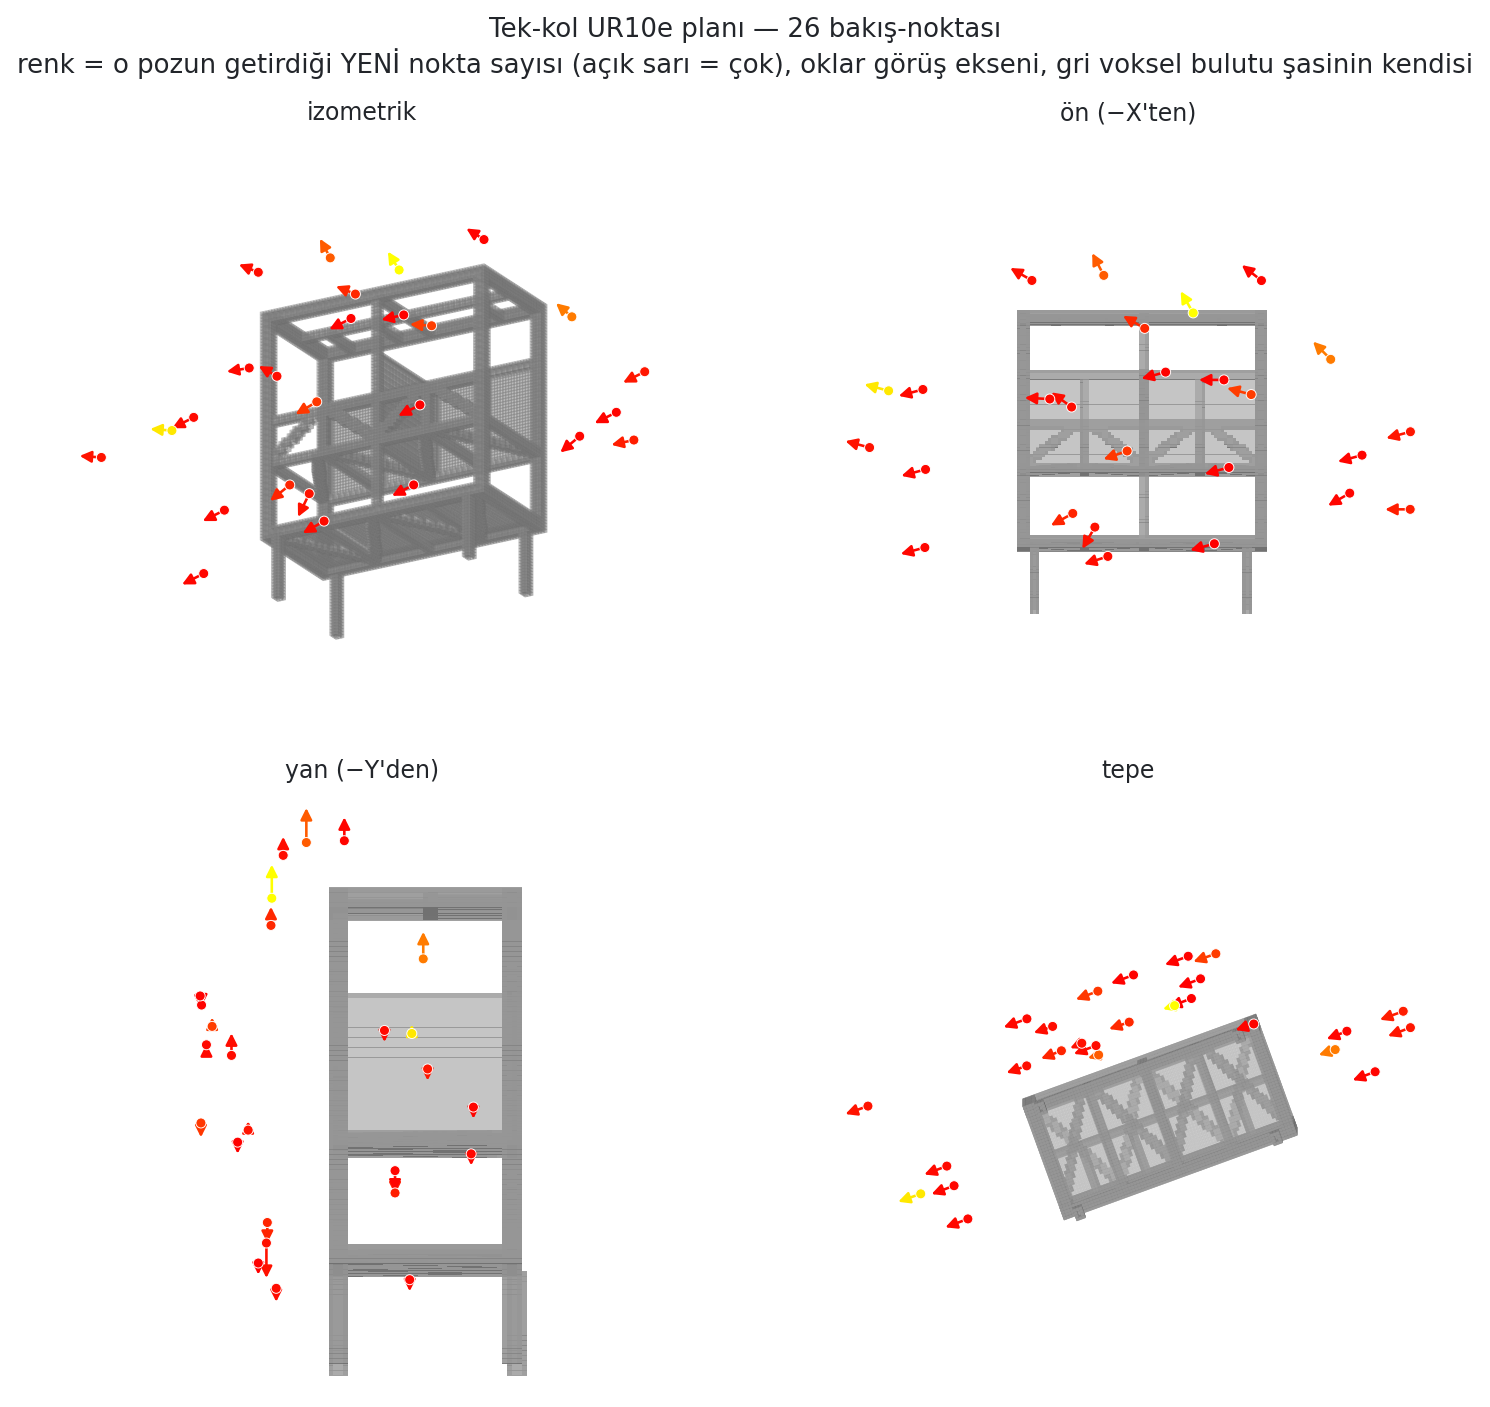 Tek-kol UR10e planı — 26 bakış-noktası
renk = o pozun getirdiği YENİ nokta sayısı (açık sarı = çok), oklar görüş ekseni, gri voksel bulutu şasinin kendisi
izometrik
ön (−X'ten)
yan (−Y'den)
tepe